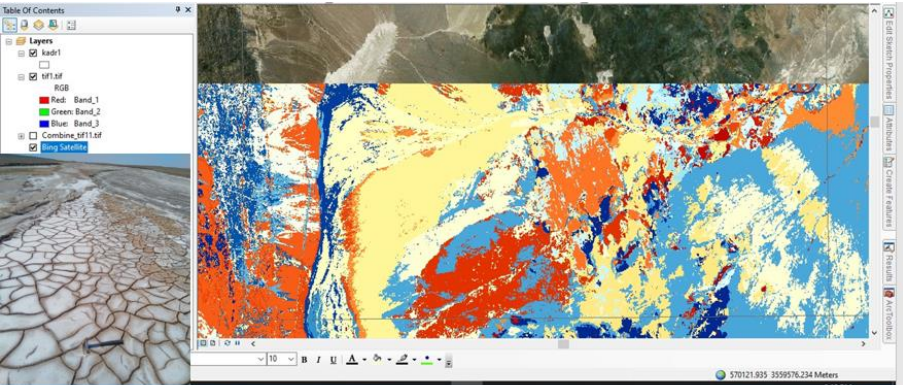 Table Of Contents
Layers
kadr1
tif1.tif
RGB
Red: Band_1
Green: Band_2
Blue: Band_3
Combine_tif11.tif
Bing Satellite
Edit Sketch Properties
Attributes
Create Features
Results
ArcToolbox
10 B I U A
570121.935 3559576.234 Meters